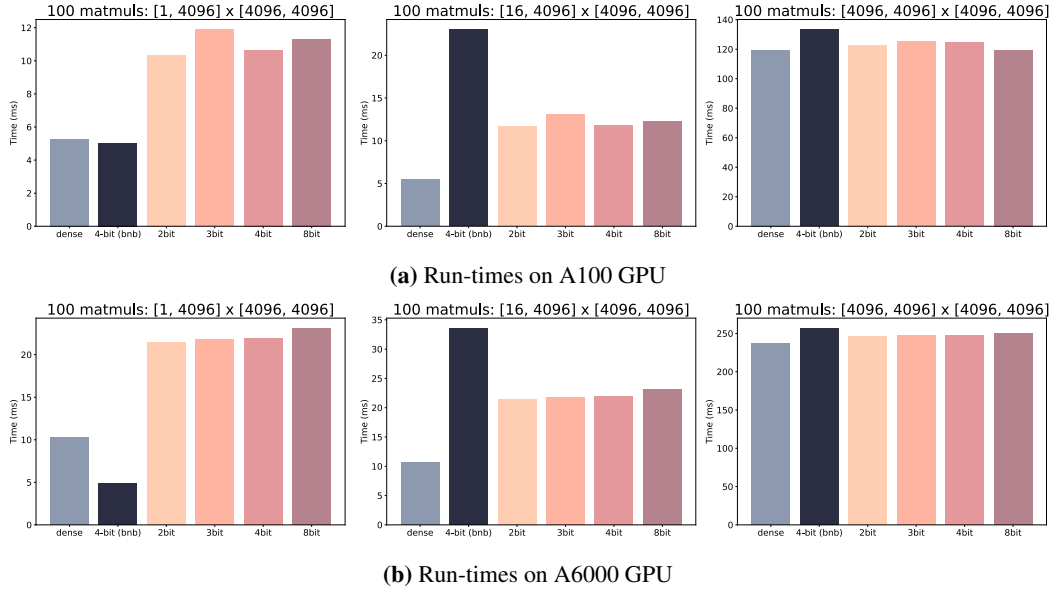 100 matmuls: [1, 4096] x [4096, 4096]
12
10
8
6
4
2
0
Time (ms)
dense 4-bit (bnb) 2bit 3bit 4bit 8bit
100 matmuls: [16, 4096] x [4096, 4096]
20
15
10
5
0
Time (ms)
dense 4-bit (bnb) 2bit 3bit 4bit 8bit
100 matmuls: [4096, 4096] x [4096, 4096]
140
120
100
80
60
40
20
0
Time (ms)
dense 4-bit (bnb) 2bit 3bit 4bit 8bit
(a) Run-times on A100 GPU
100 matmuls: [1, 4096] x [4096, 4096]
20
15
10
5
0
Time (ms)
dense 4-bit (bnb) 2bit 3bit 4bit 8bit
100 matmuls: [16, 4096] x [4096, 4096]
35
30
25
20
15
10
5
0
Time (ms)
dense 4-bit (bnb) 2bit 3bit 4bit 8bit
100 matmuls: [4096, 4096] x [4096, 4096]
250
200
150
100
50
0
Time (ms)
dense 4-bit (bnb) 2bit 3bit 4bit 8bit
(b) Run-times on A6000 GPU